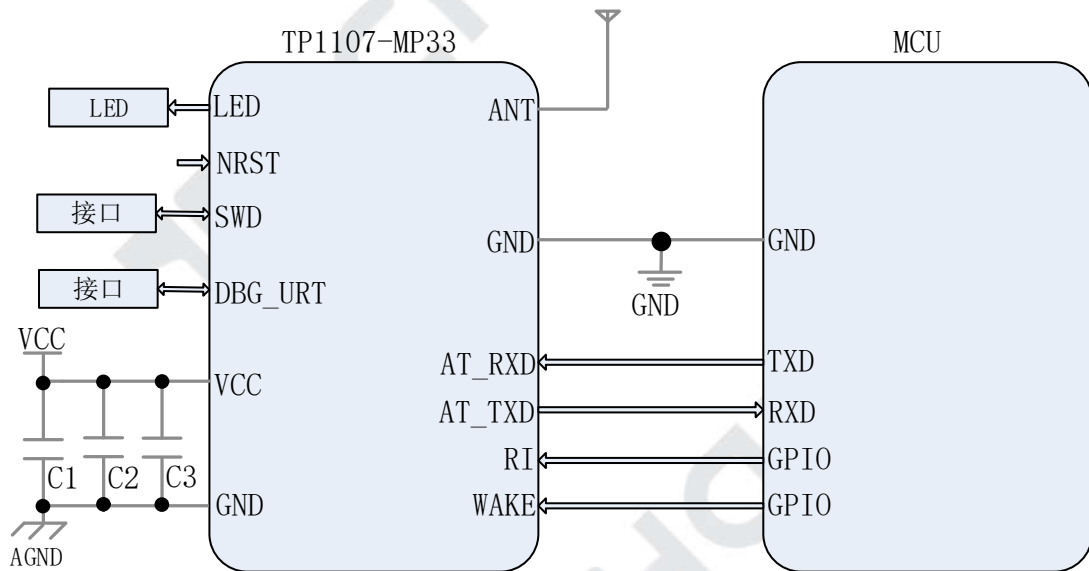 TP1107-MP33
MCU
LED
LED
ANT
NRST
接口
SWD
GND
GND
GND
接口
DBG_URT
VCC
VCC
AT_RXD
TXD
AT_TXD
RXD
C1
C2
C3
RI
GPIO
GND
WAKE
GPIO
AGND